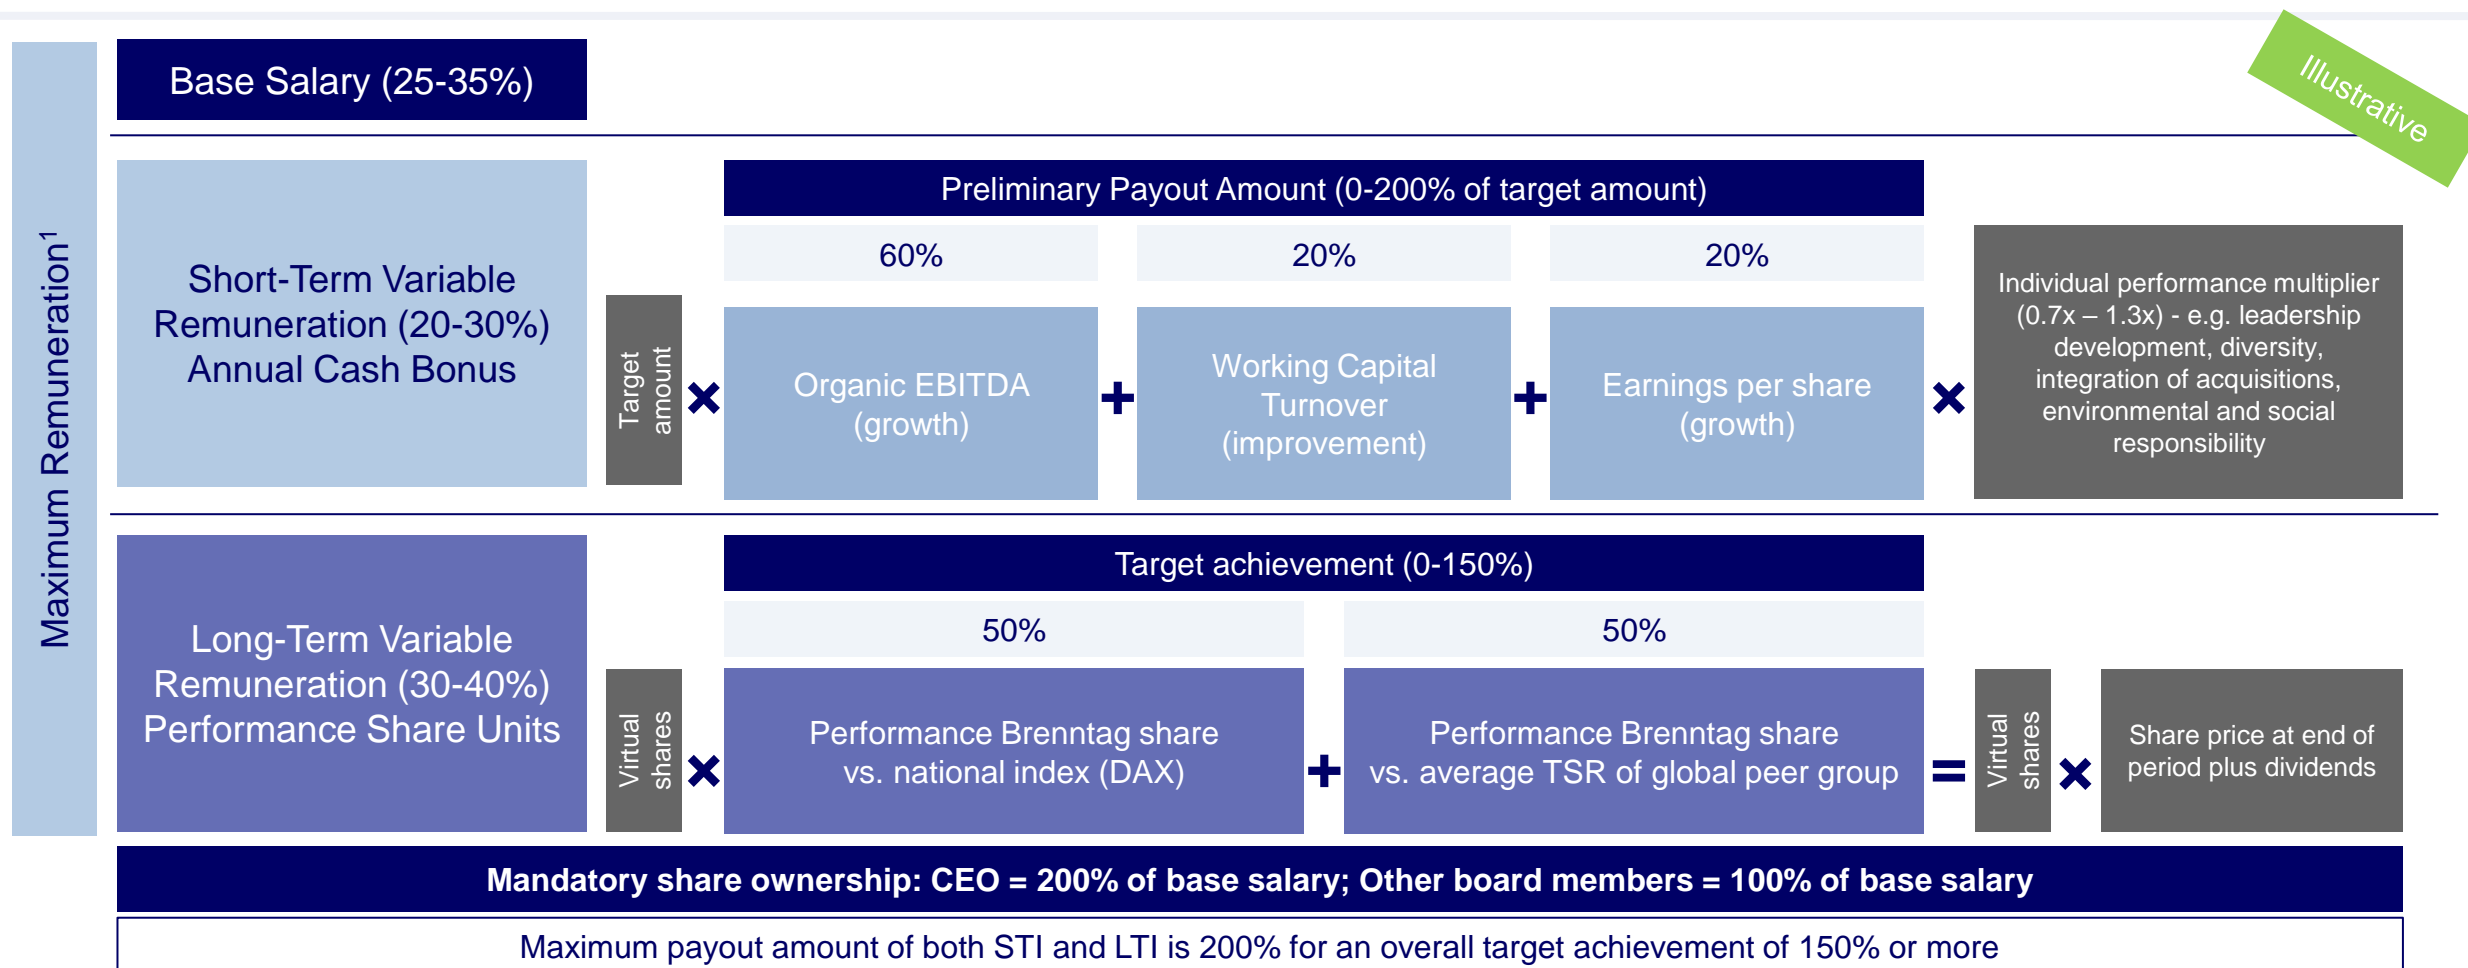 Base Salary (25-35%)
Illustrative
Maximum Remuneration¹
Short-Term Variable
Remuneration (20-30%)
Annual Cash Bonus
Target
amount
×
Preliminary Payout Amount (0-200% of target amount)
60%
20%
20%
Organic EBITDA
(growth)
+
Working Capital
Turnover
(improvement)
+
Earnings per share
(growth)
×
Individual performance multiplier
(0.7x – 1.3x) - e.g. leadership
development, diversity,
integration of acquisitions,
environmental and social
responsibility
Long-Term Variable
Remuneration (30-40%)
Performance Share Units
Virtual
shares
×
Target achievement (0-150%)
50%
50%
Performance Brenntag share
vs. national index (DAX)
+
Performance Brenntag share
vs. average TSR of global peer group
=
Virtual
shares
×
Share price at end of
period plus dividends
Mandatory share ownership: CEO = 200% of base salary; Other board members = 100% of base salary
Maximum payout amount of both STI and LTI is 200% for an overall target achievement of 150% or more